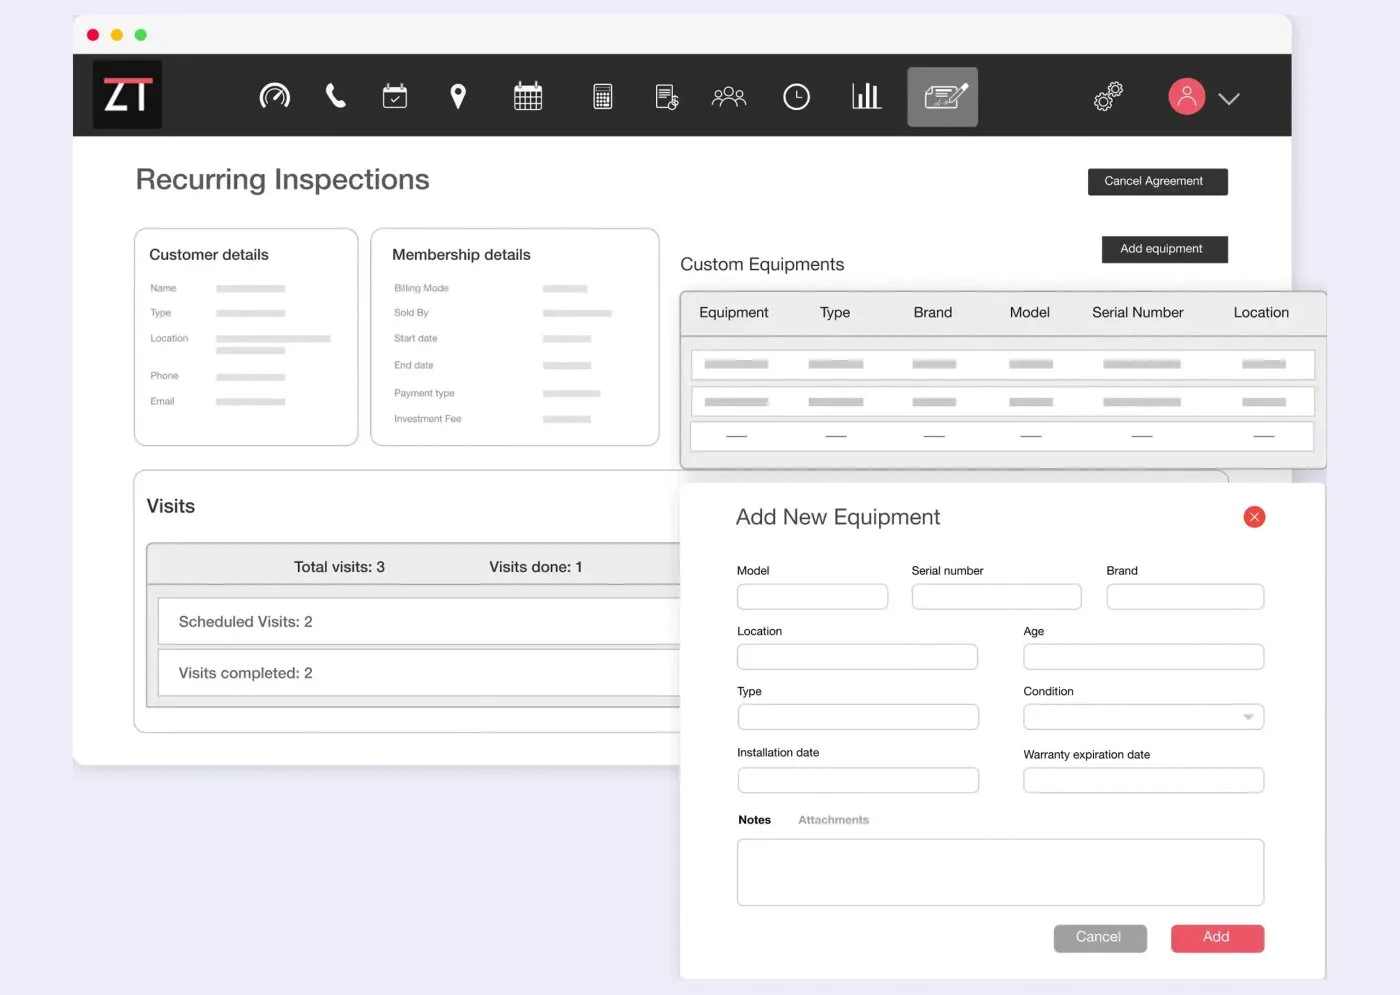 ZT
Recurring Inspections
Cancel Agreement
Customer details
Name
Type
Location
Phone
Email
Membership details
Billing Mode
Sold By
Start date
End date
Payment type
Investment Fee
Custom Equipments
Add equipment
Equipment Type Brand Model Serial Number Location
Visits
Total visits: 3 Visits done: 1
Scheduled Visits: 2
Visits completed: 2
Add New Equipment
Model Serial number Brand
Location Age
Type Condition
Installation date Warranty expiration date
Notes Attachments
Cancel Add